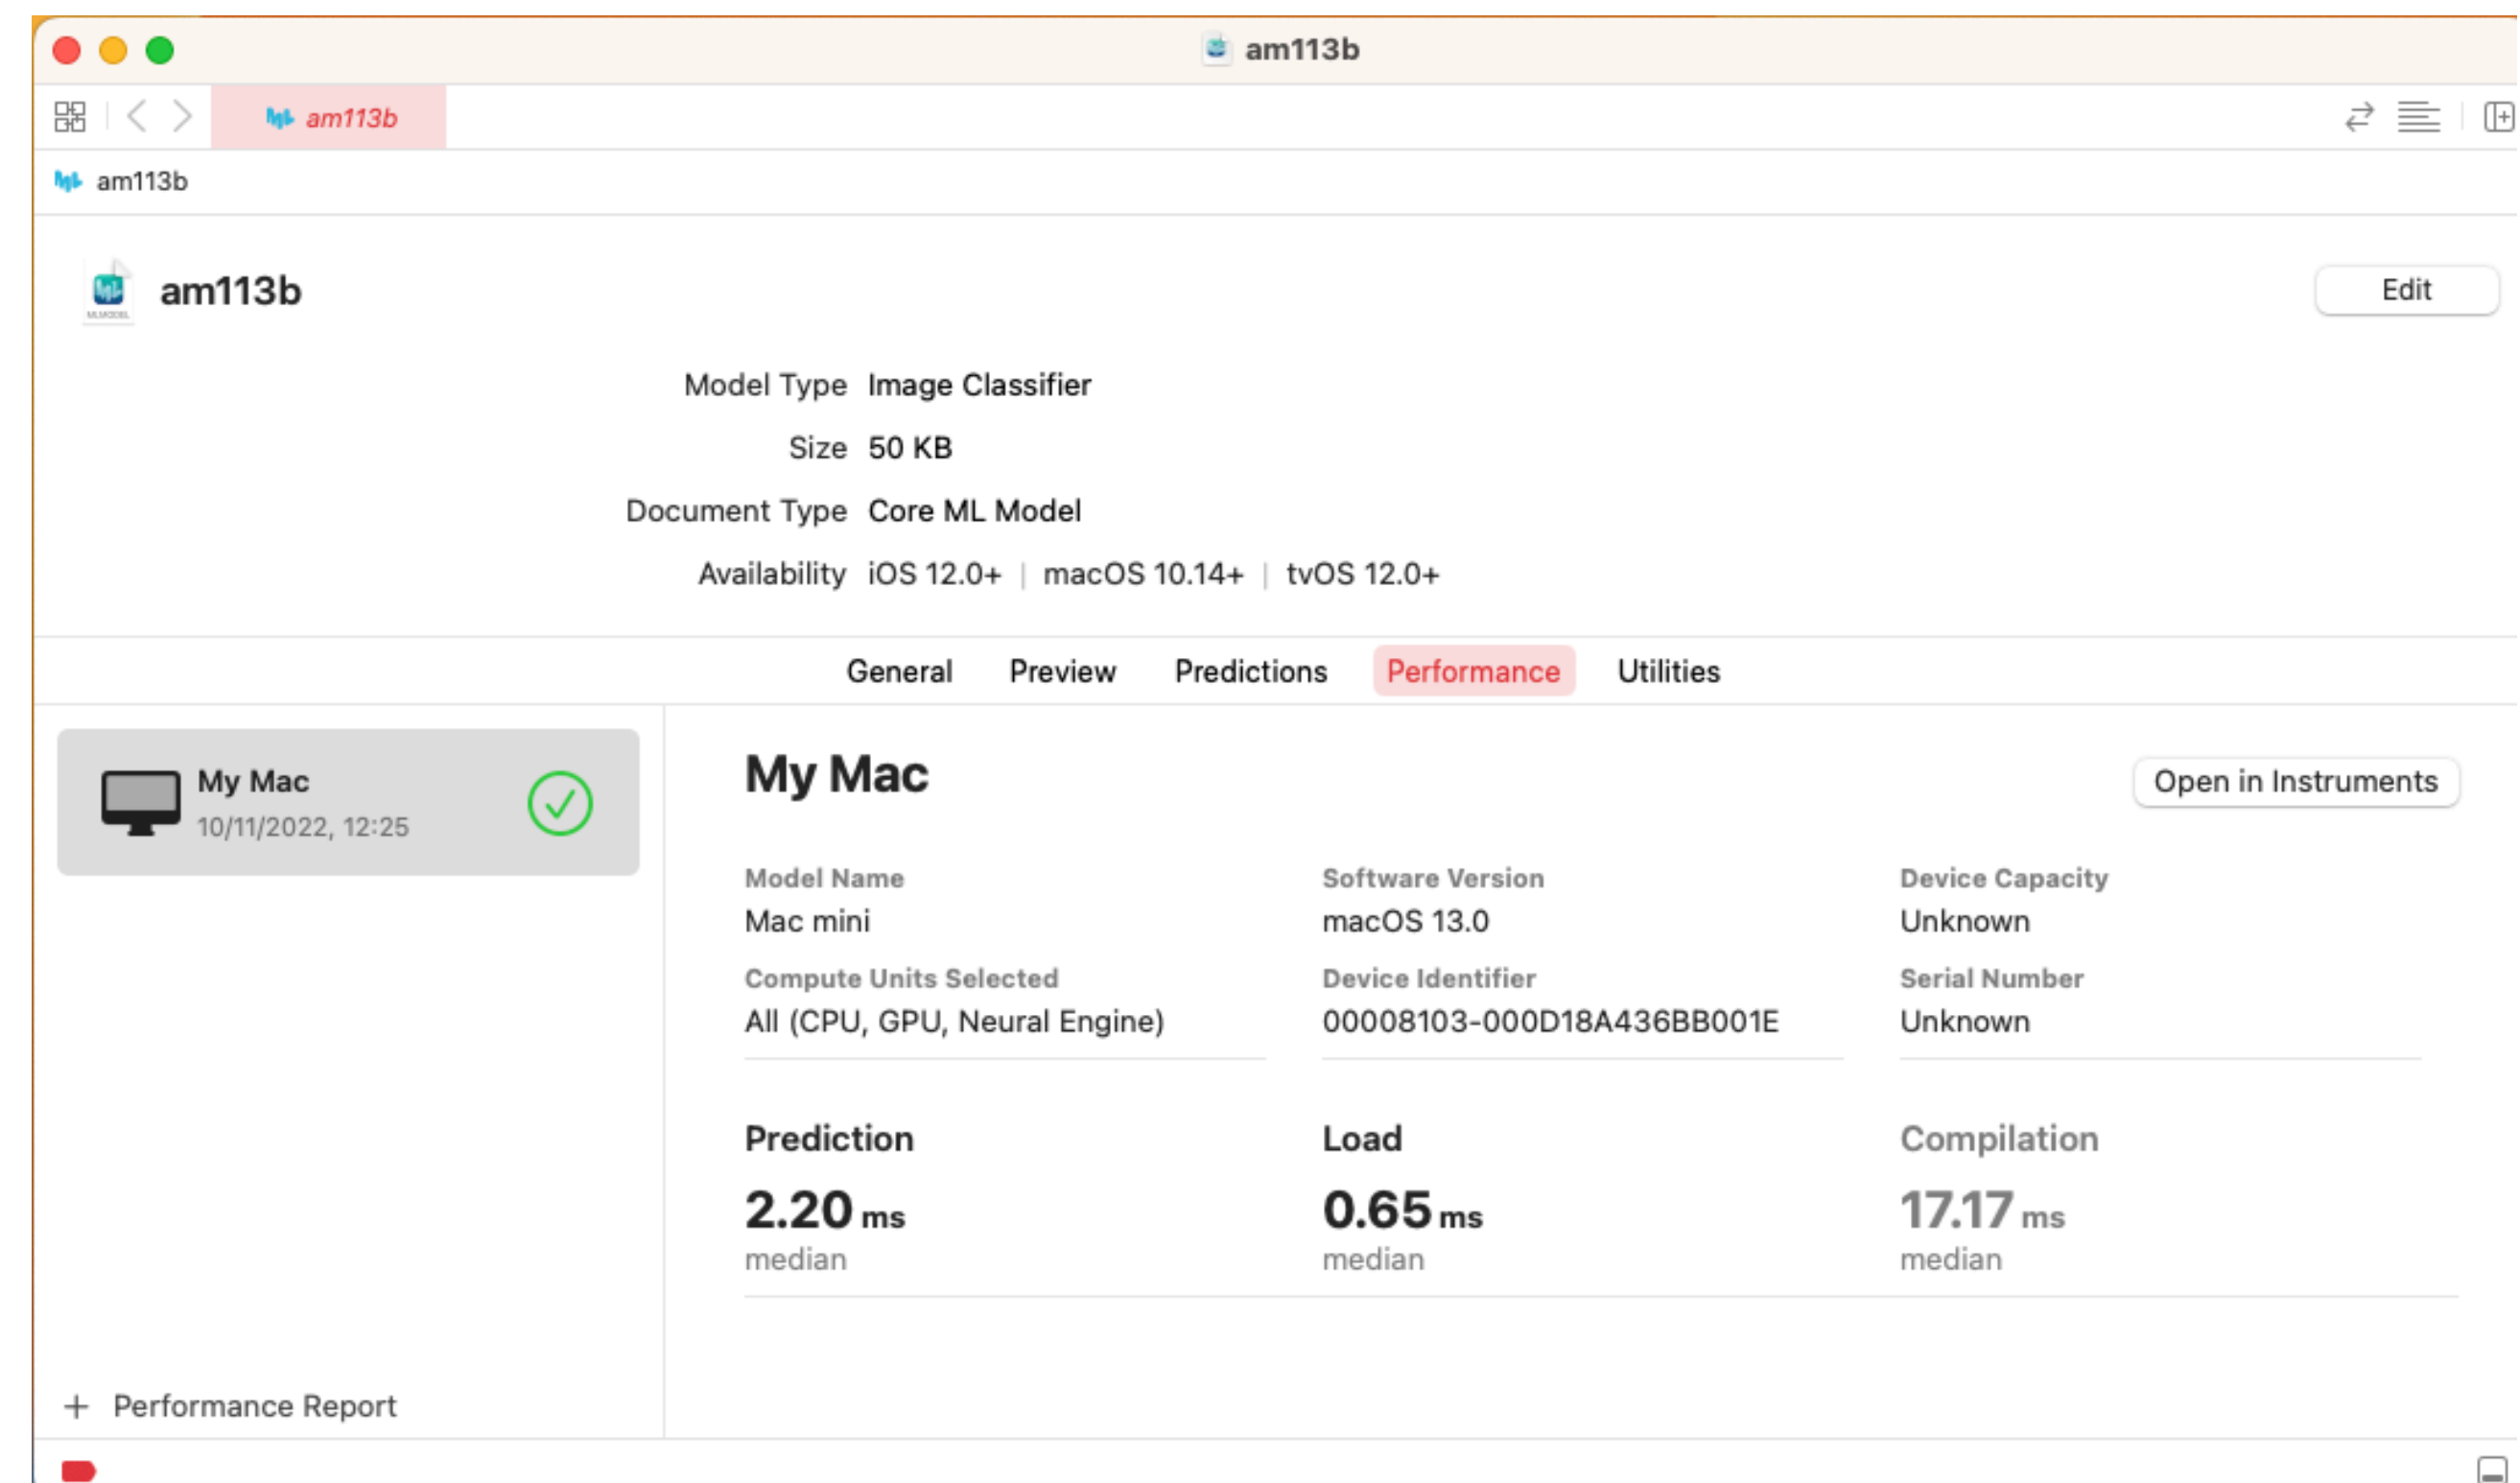 am113b
am113b
am113b
am113b
Edit
MLMODEL
Model Type Image Classifier
Size 50 KB
Document Type Core ML Model
Availability iOS 12.0+ | macOS 10.14+ | tvOS 12.0+
General Preview Predictions Performance Utilities
My Mac
10/11/2022, 12:25
My Mac
Open in Instruments
Model Name Software Version Device Capacity
Mac mini macOS 13.0 Unknown
Compute Units Selected Device Identifier Serial Number
All (CPU, GPU, Neural Engine) 00008103-000D18A436BB001E Unknown
Prediction Load Compilation
2.20 ms 0.65 ms 17.17 ms
median median median
+ Performance Report